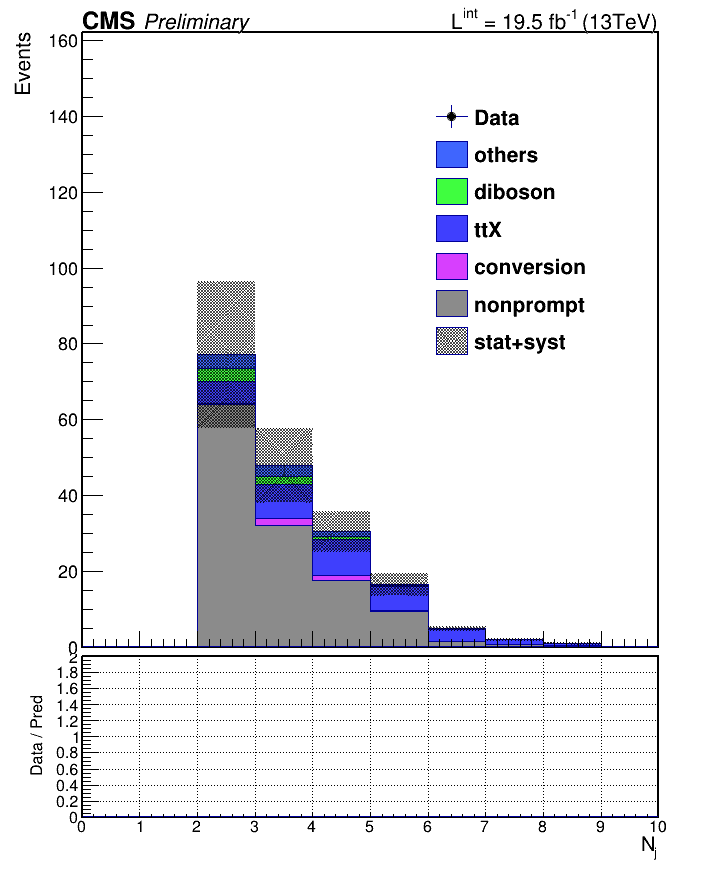 CMS Preliminary L^int = 19.5 fb^-1 (13TeV)
Events
160
140
120
100
80
60
40
20
0
Data
others
diboson
ttX
conversion
nonprompt
stat+syst
Data / Pred
2
1.8
1.6
1.4
1.2
1
0.8
0.6
0.4
0.2
0
0 1 2 3 4 5 6 7 8 9 10
N_j